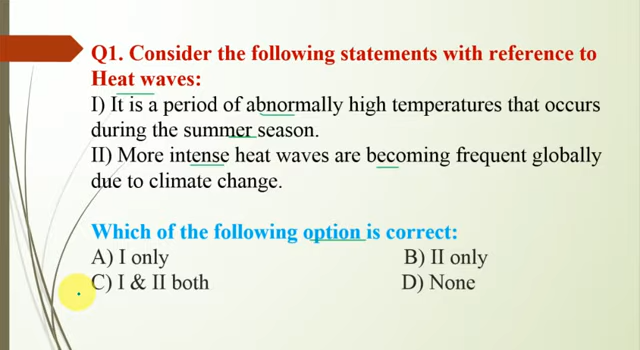 Q1. Consider the following statements with reference to
Heat waves:
I) It is a period of abnormally high temperatures that occurs
during the summer season.
II) More intense heat waves are becoming frequent globally
due to climate change.
Which of the following option is correct:
A) I only B) II only
C) I & II both D) None